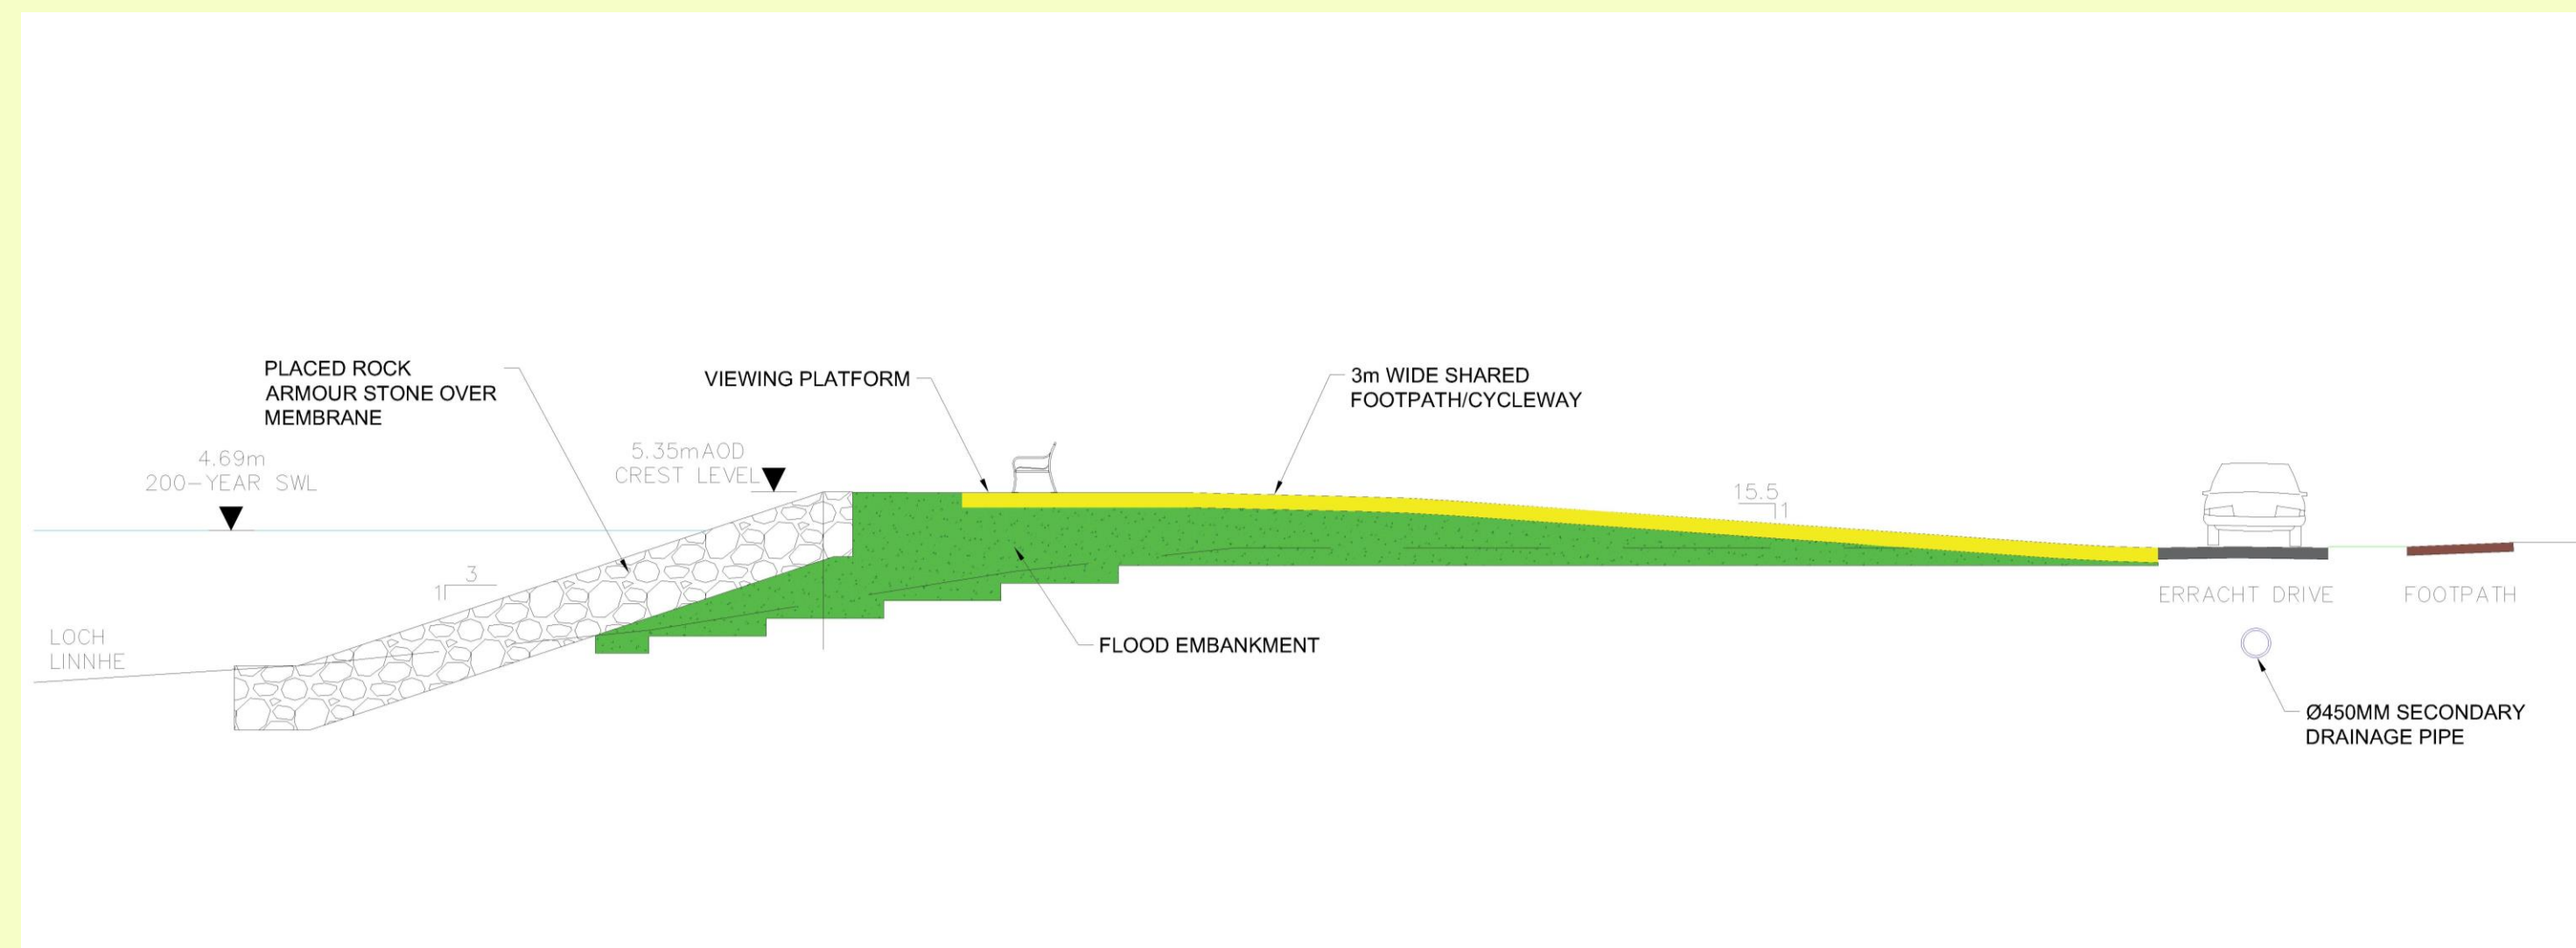 PLACED ROCK
ARMOUR STONE OVER
MEMBRANE
VIEWING PLATFORM
3m WIDE SHARED
FOOTPATH/CYCLEWAY
4.69m
200-YEAR SWL
5.35mAOD
CREST LEVEL
15.5
1
3
1
LOCH
LINNHE
FLOOD EMBANKMENT
ERRACHT DRIVE
FOOTPATH
Ø450MM SECONDARY
DRAINAGE PIPE